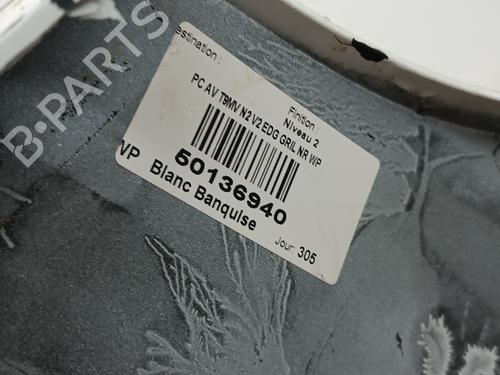 estination :
Finition :
Niveau 2
PC AV T9MV N2 V2 EDG GRIL NR WP
50136940
VP Blanc Banquise
Jour: 305
B-PARTS